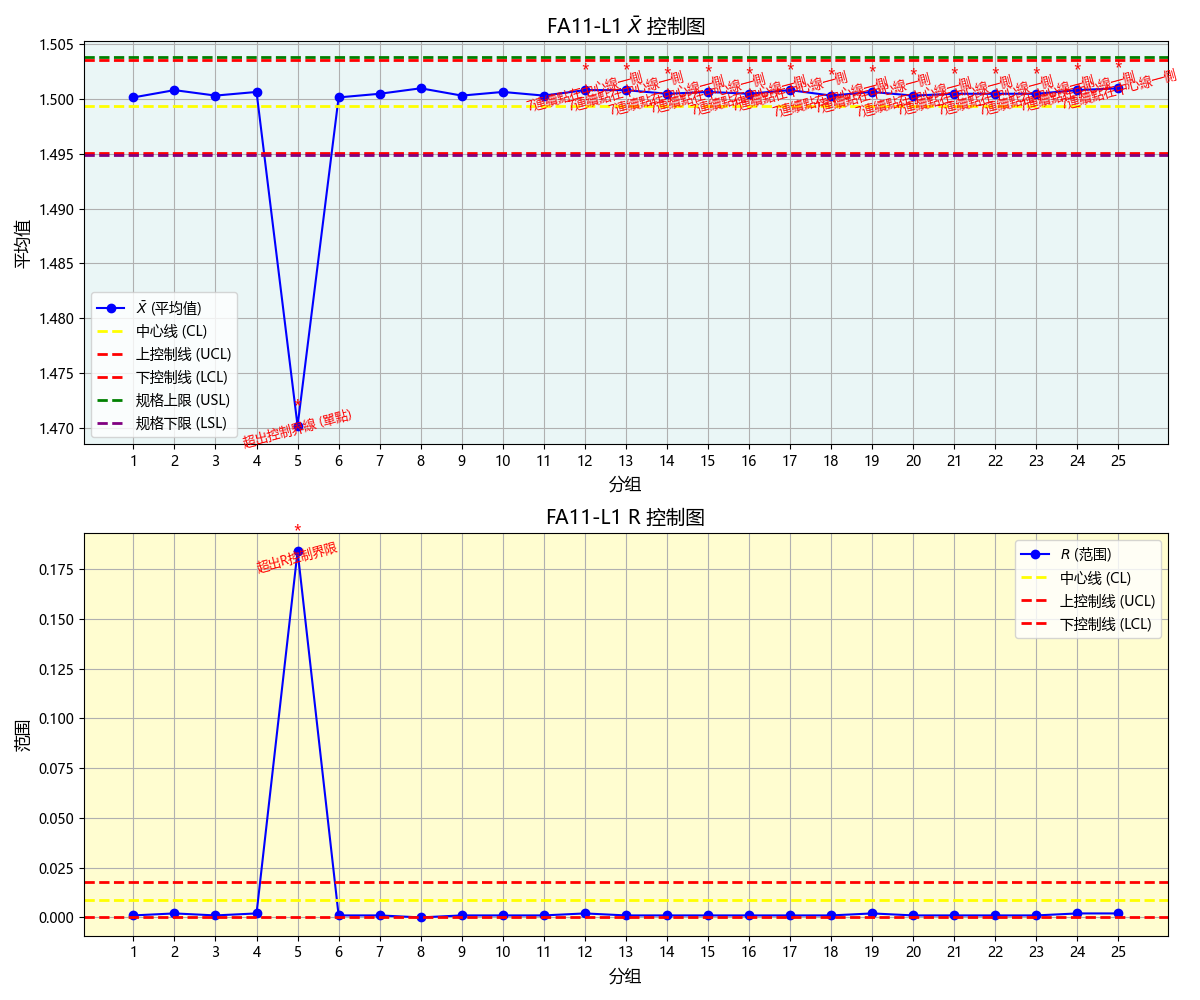 FA11-L1 X̄ 控制图
1.505
1.500
1.495
1.490
1.485
1.480
1.475
1.470
平均值
X̄ (平均值)
中心线 (CL)
上控制线 (UCL)
下控制线 (LCL)
规格上限 (USL)
规格下限 (LSL)
*
超出控制界線 (單點)
* * * * * * * * * * * * * *
1 2 3 4 5 6 7 8 9 10 11 12 13 14 15 16 17 18 19 20 21 22 23 24 25
分组
FA11-L1 R 控制图
*
超出R控制界限
0.175
0.150
0.125
0.100
0.075
0.050
0.025
0.000
范围
R (范围)
中心线 (CL)
上控制线 (UCL)
下控制线 (LCL)
1 2 3 4 5 6 7 8 9 10 11 12 13 14 15 16 17 18 19 20 21 22 23 24 25
分组